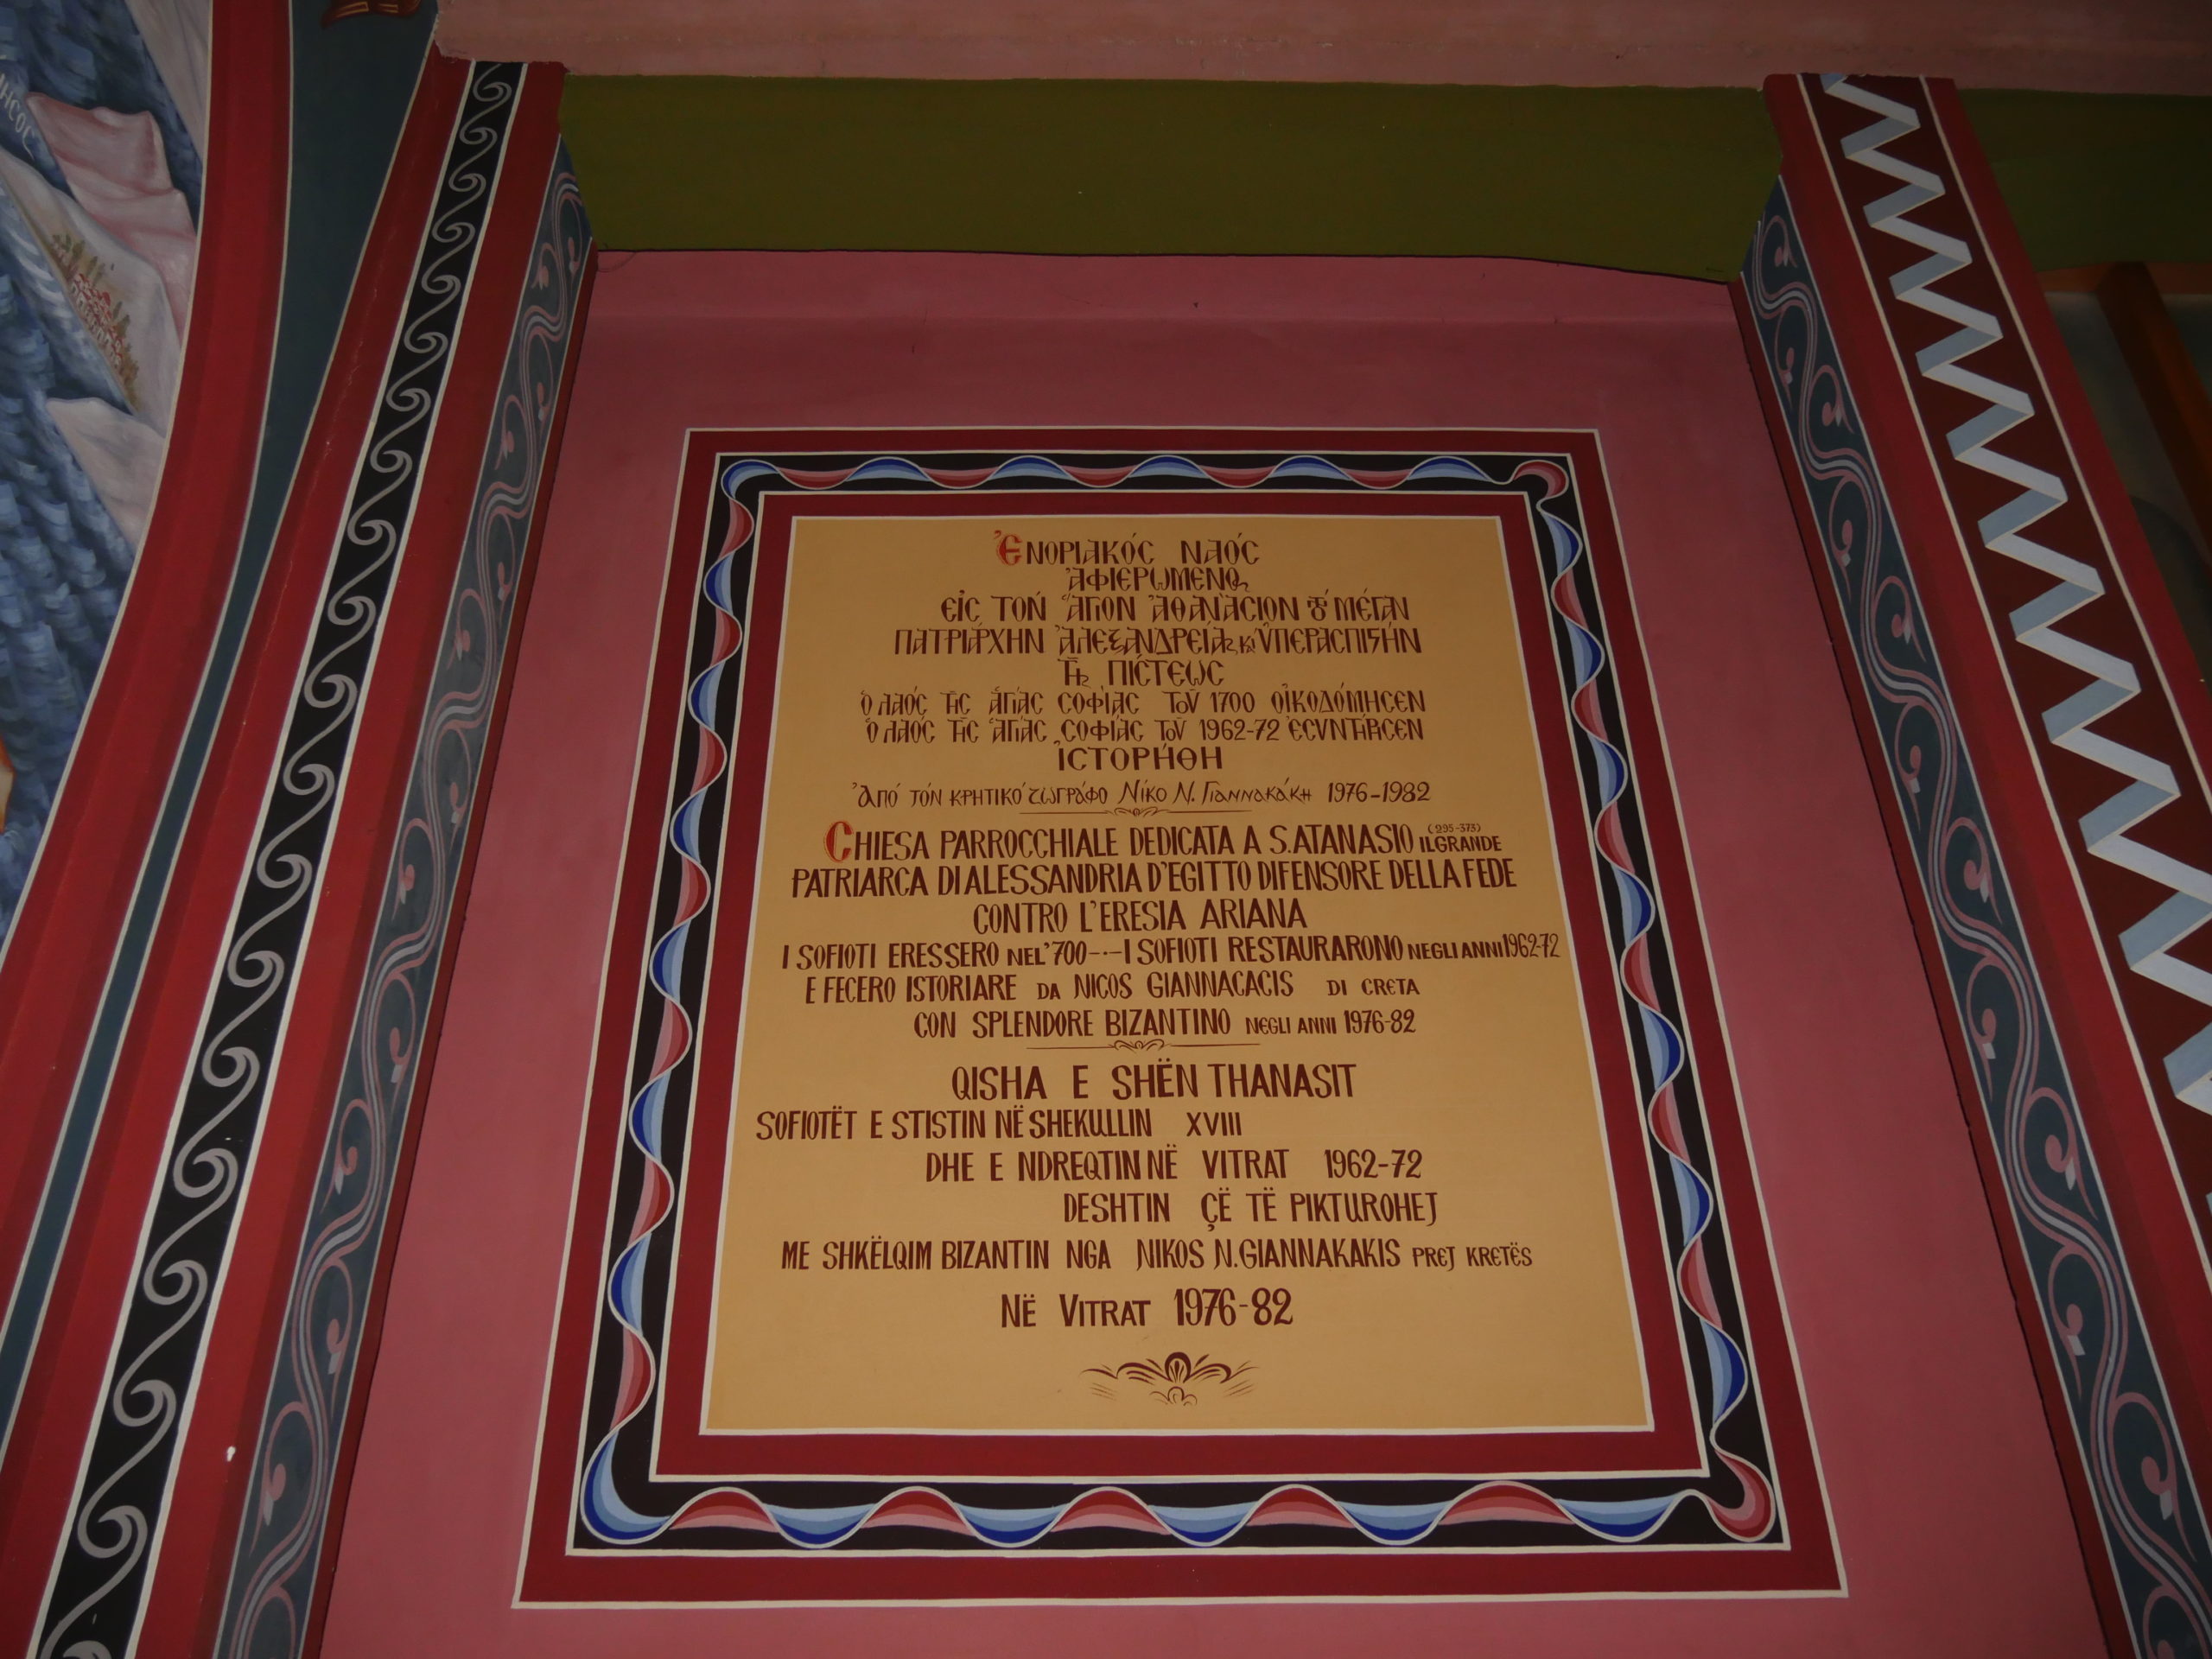 Ἐνοριακός Ναός
ἀφιερωμένος
εἰς τόν ἅγιον Ἀθανάσιον τόν μέγαν
πατριάρχην Ἀλεξανδρείας κ' ὑπερασπιστήν
τῆς πίστεως
ὁ λαός τῆς ἁγίας Σοφίας τοῦ 1700 οἰκοδόμησεν
ὁ λαός τῆς ἁγίας Σοφίας τοῦ 1962-72 ἐσυντήρησεν
ἱστορήθη
Ἀπό τόν κρητικό ζωγράφο Νίκο Ν. Γιαννακάκη 1976-1982
CHIESA PARROCCHIALE DEDICATA A S.ATANASIO (295-373) IL GRANDE
PATRIARCA DI ALESSANDRIA D'EGITTO DIFENSORE DELLA FEDE
CONTRO L'ERESIA ARIANA
I SOFIOTI ERESSERO NEL '700--·-I SOFIOTI RESTAURARONO NEGLI ANNI 1962-72
E FECERO ISTORIARE DA NICOS GIANNACACIS DI CRETA
CON SPLENDORE BIZANTINO NEGLI ANNI 1976-82
QISHA E SHËN THANASIT
SOFIOTËT E STISTIN NË SHEKULLIN XVIII
DHE E NDREQTIN NË VITRAT 1962-72
DESHTIN ÇË TË PIKTUROHEJ
ME SHKËLQIM BIZANTIN NGA NIKOS N.GIANNAKAKIS PREJ KRETËS
NË VITRAT 1976-82